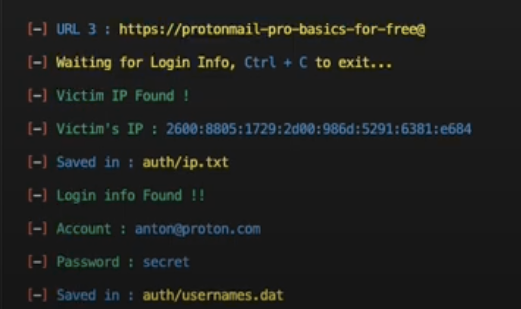 [-] URL 3 : https://protonmail-pro-basics-for-free@
[-] Waiting for Login Info, Ctrl + C to exit...
[-] Victim IP Found !
[-] Victim's IP : 2600:8805:1729:2d00:986d:5291:6381:e684
[-] Saved in : auth/ip.txt
[-] Login info Found !!
[-] Account : anton@proton.com
[-] Password : secret
[-] Saved in : auth/usernames.dat